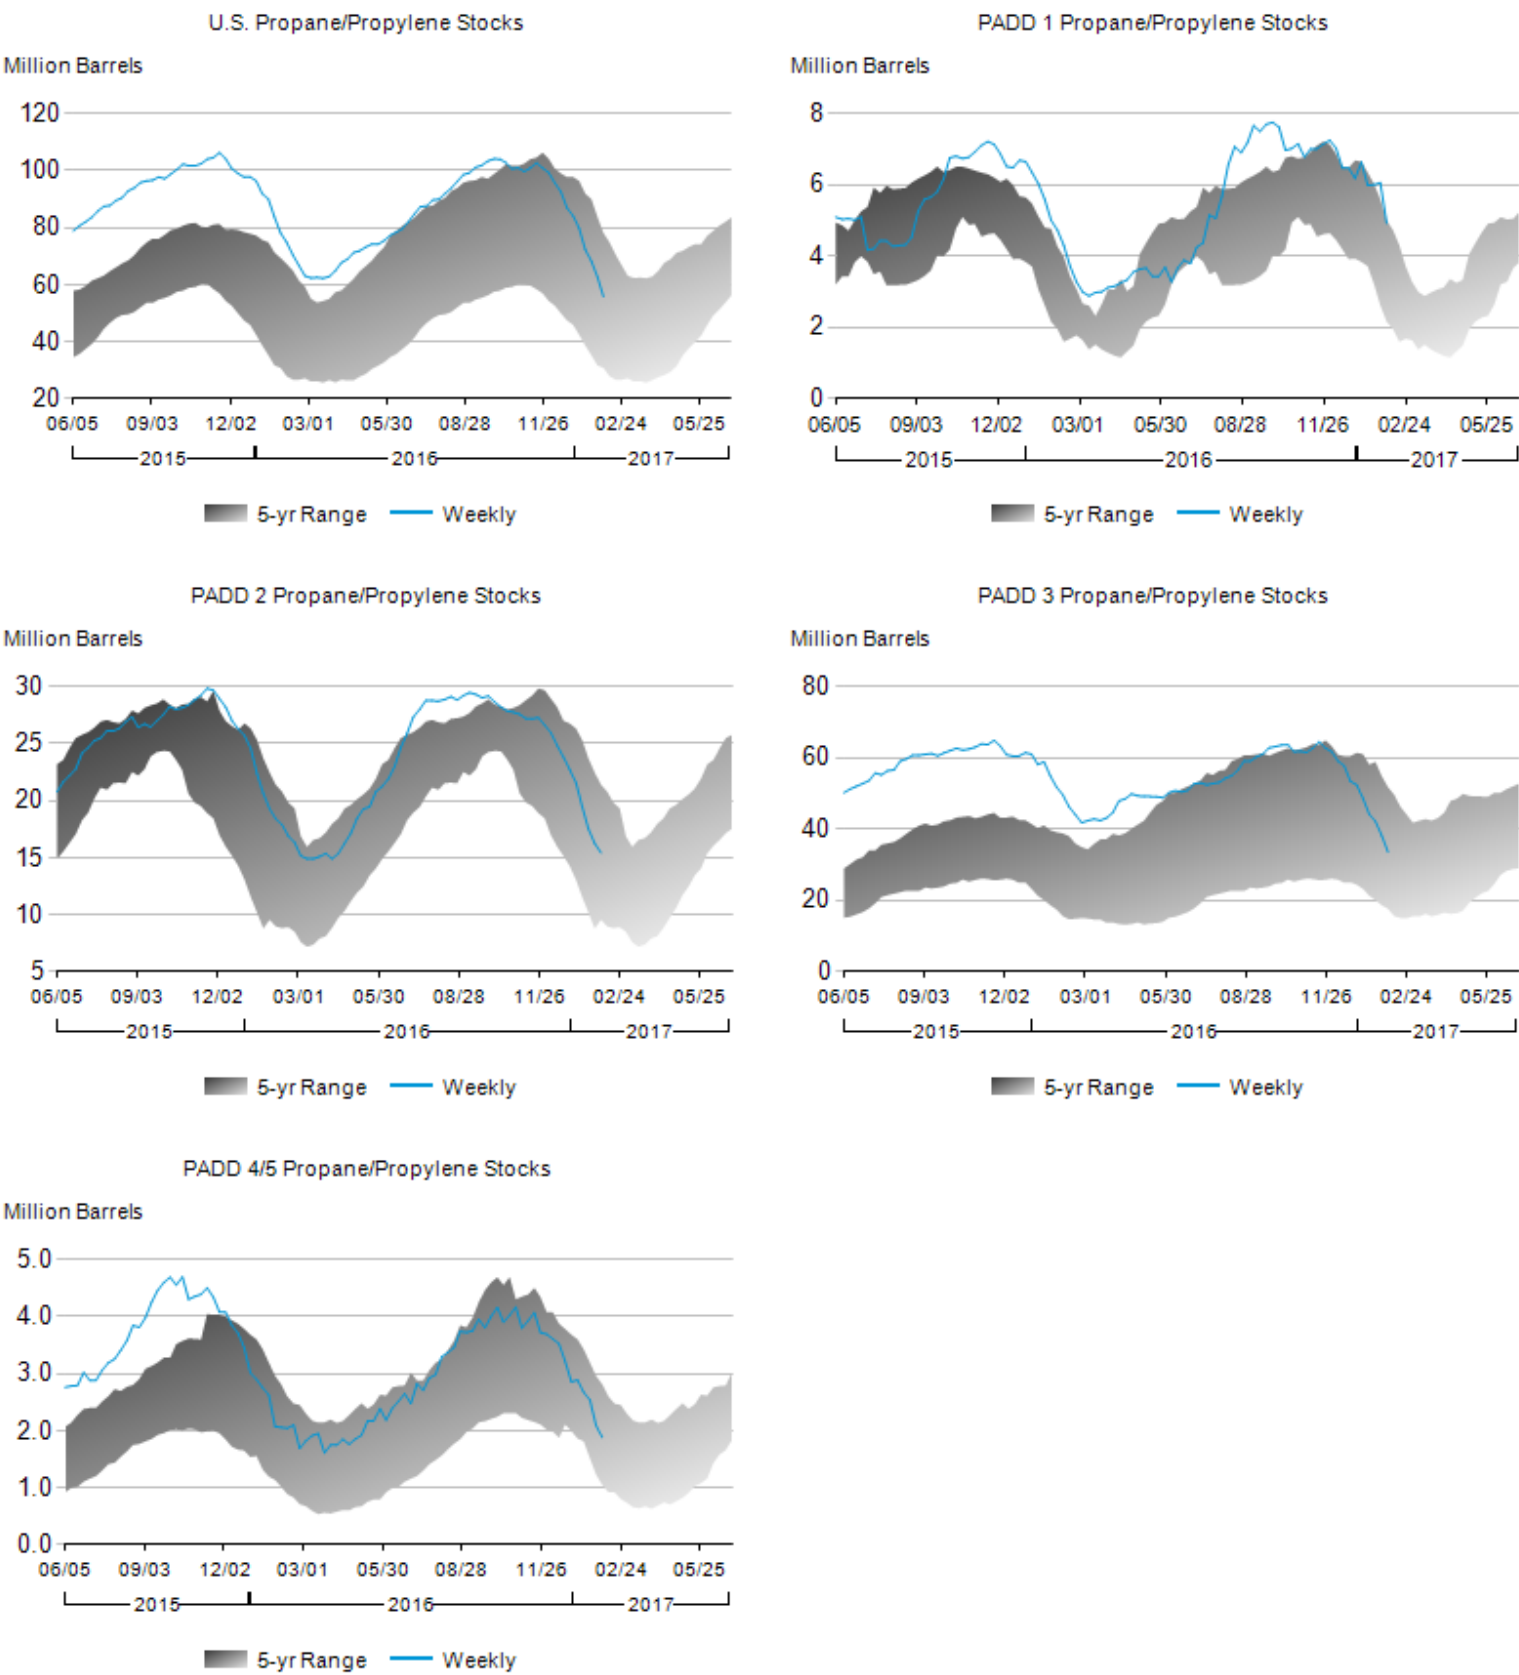 U.S. Propane/Propylene Stocks
Million Barrels
120
100
80
60
40
20
06/05 09/03 12/02 03/01 05/30 08/28 11/26 02/24 05/25
2015 2016 2017
5-yr Range Weekly
PADD 1 Propane/Propylene Stocks
Million Barrels
8
6
4
2
0
06/05 09/03 12/02 03/01 05/30 08/28 11/26 02/24 05/25
2015 2016 2017
5-yr Range Weekly
PADD 2 Propane/Propylene Stocks
Million Barrels
30
25
20
15
10
5
06/05 09/03 12/02 03/01 05/30 08/28 11/26 02/24 05/25
2015 2016 2017
5-yr Range Weekly
PADD 3 Propane/Propylene Stocks
Million Barrels
80
60
40
20
0
06/05 09/03 12/02 03/01 05/30 08/28 11/26 02/24 05/25
2015 2016 2017
5-yr Range Weekly
PADD 4/5 Propane/Propylene Stocks
Million Barrels
5.0
4.0
3.0
2.0
1.0
0.0
06/05 09/03 12/02 03/01 05/30 08/28 11/26 02/24 05/25
2015 2016 2017
5-yr Range Weekly